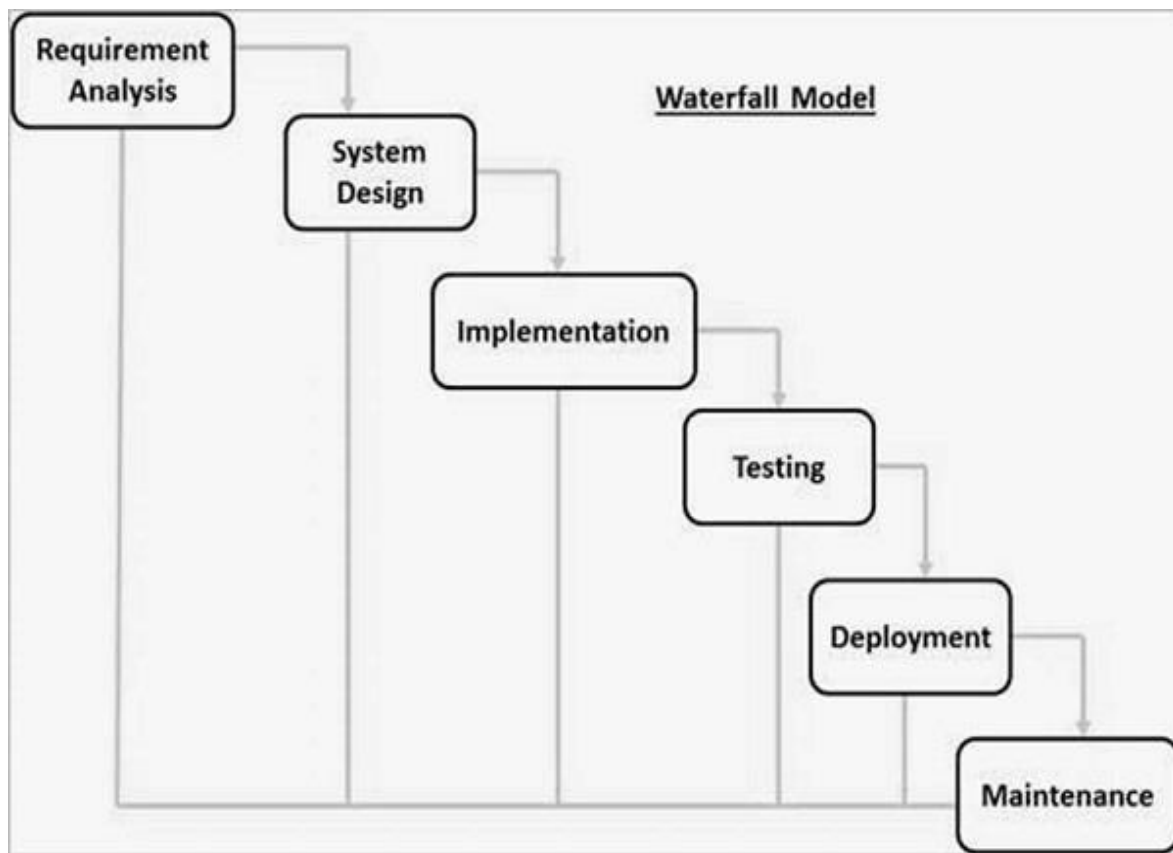 Requirement
Analysis
Waterfall Model
System
Design
Implementation
Testing
Deployment
Maintenance